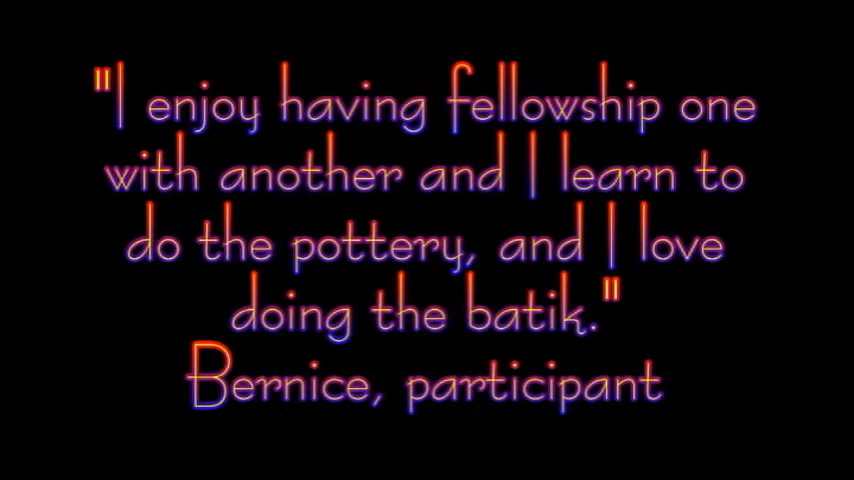 "I enjoy having fellowship one
with another and I learn to
do the pottery, and I love
doing the batik."
Bernice, participant